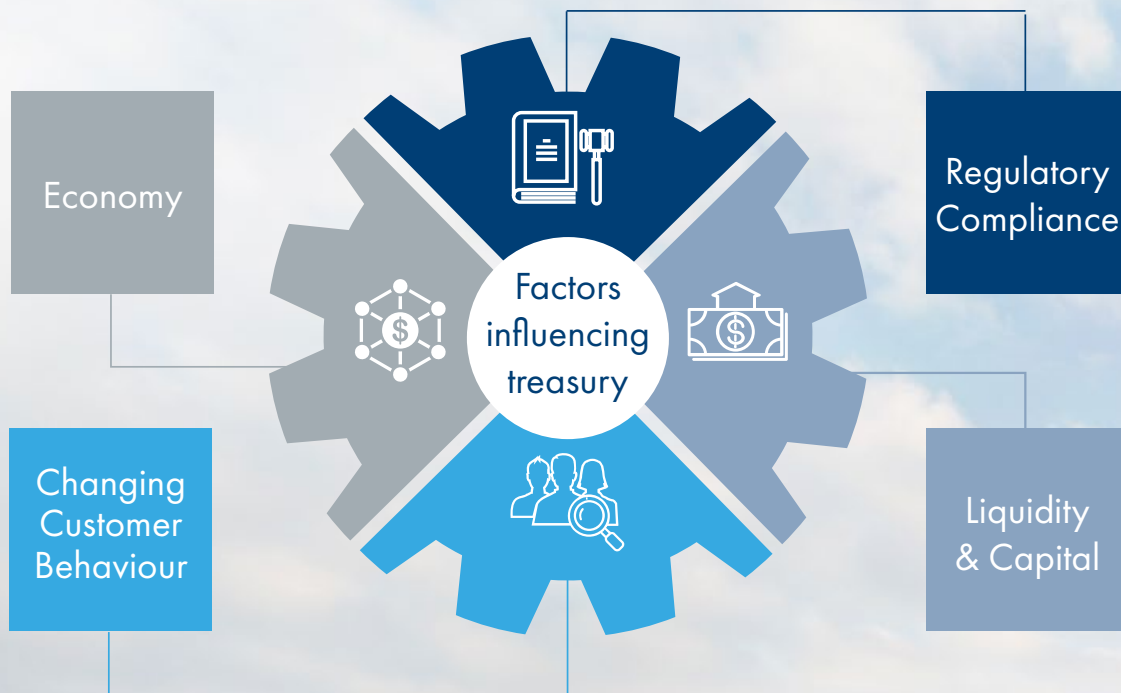 Economy
Regulatory
Compliance
Factors
influencing
treasury
$
$
Changing
Customer
Behaviour
Liquidity
& Capital